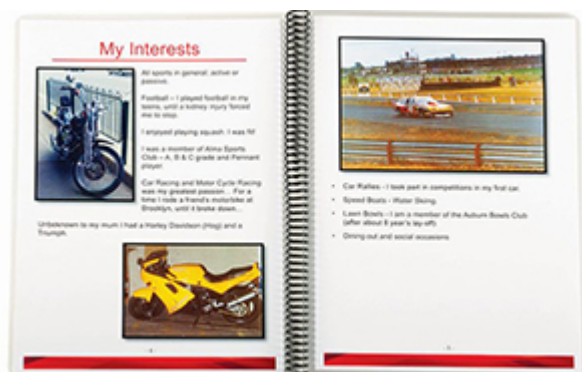 My Interests
All sports in general: active or
passive.
Football – I played football in my
teens, until a kidney injury forced
me to stop.
I enjoyed playing squash. I was fit!
I was a member of Alma Sports
Club – A, B & C grade and Pennant
player.
Car Racing and Motor Cycle Racing
was my greatest passion... For a
time I rode a friend's motorbike at
Brooklyn, until it broke down...
Unbeknown to my mum I had a Harley Davidson (Hog) and a
Triumph.
• Car Rallies - I took part in competitions in my first car.
• Speed Boats - Water Skiing
• Lawn Bowls - I am a member of the Auburn Bowls Club
(after about 8 year's lay-off)
• Dining out and social occasions